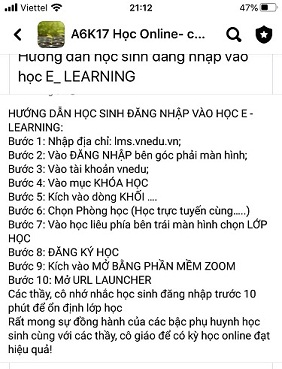 Viettel 21:12 47%
A6K17 Học Online- c...
Hướng dẫn học sinh đăng nhập vào
học E_ LEARNING
HƯỚNG DẪN HỌC SINH ĐĂNG NHẬP VÀO HỌC E -
LEARNING:
Bước 1: Nhập địa chỉ: lms.vnedu.vn;
Bước 2: Vào ĐĂNG NHẬP bên góc phải màn hình;
Bước 3: Vào tài khoản vnedu;
Bước 4: Vào mục KHÓA HỌC
Bước 5: Kích vào dòng KHỐI ....
Bước 6: Chọn Phòng học (Học trực tuyến cùng.....)
Bước 7: Vào học liệu phía bên trái màn hình chọn LỚP
HỌC
Bước 8: ĐĂNG KÝ HỌC
Bước 9: Kích vào MỞ BẰNG PHẦN MỀM ZOOM
Bước 10: Mở URL LAUNCHER
Các thầy, cô nhớ nhắc học sinh đăng nhập trước 10
phút để ổn định lớp học
Rất mong sự đồng hành của các bậc phụ huynh học
sinh cùng với các thầy, cô giáo để có kỳ học online đạt
hiệu quả!